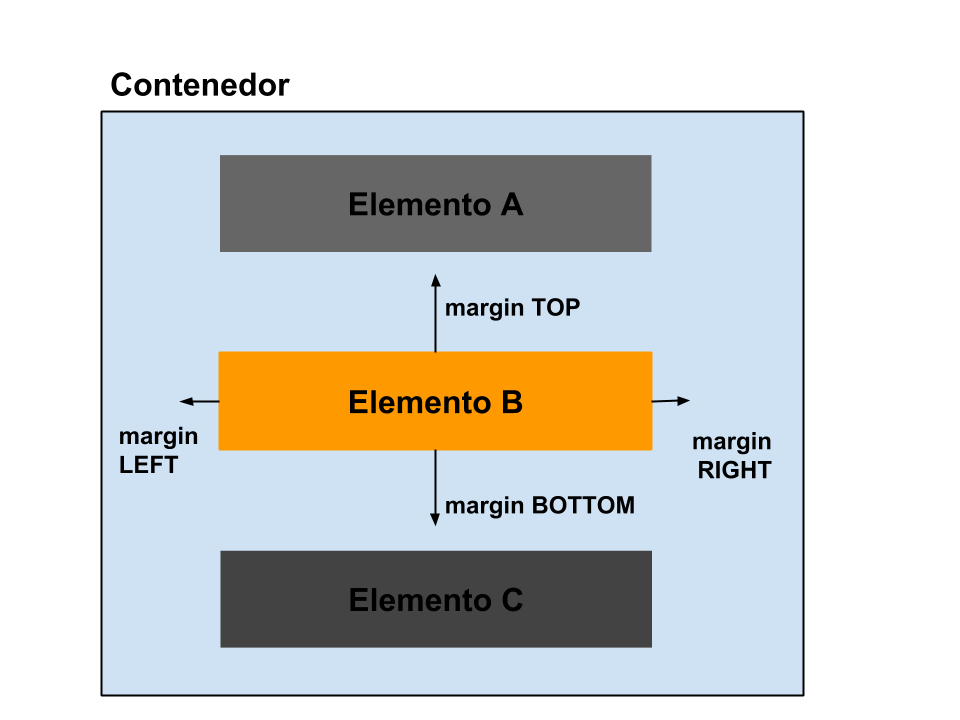 Contenedor
Elemento A
margin TOP
Elemento B
margin
LEFT
margin
RIGHT
margin BOTTOM
Elemento C